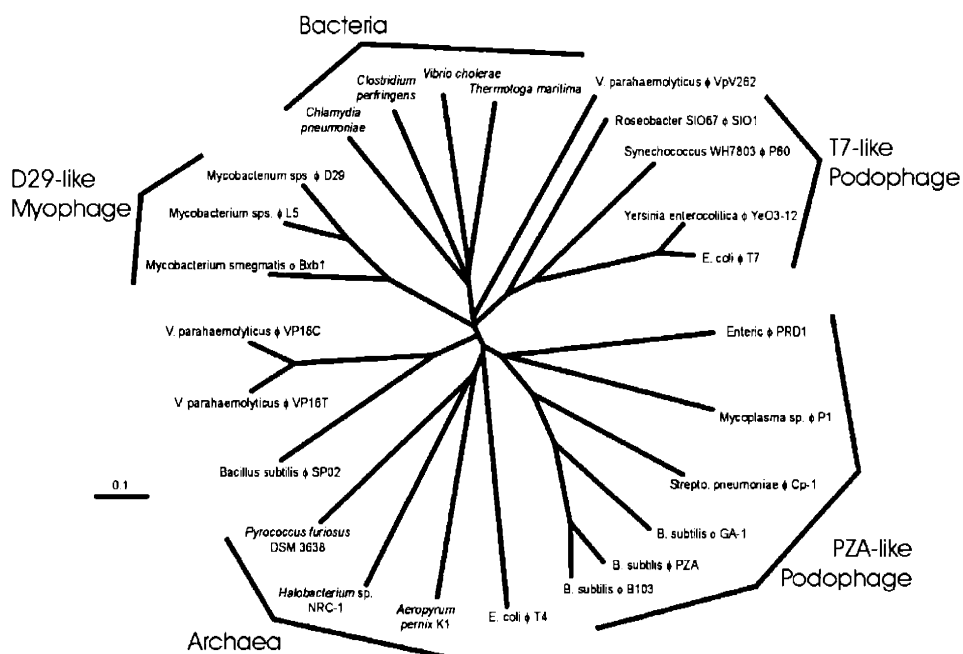 Bacteria
Vibrio cholerae
Clostridium
perfringens
Thermotoga maritima
Chlamydia
pneumoniae
V. parahaemolyticus ϕ VpV262
Roseobacter SIO67 ϕ SIO1
Synechococcus WH7803 ϕ P60
Yersinia enterocolitica ϕ YeO3-12
E. coli ϕ T7
T7-like
Podophage
D29-like
Myophage
Mycobacterium sps. ϕ D29
Mycobacterium sps. ϕ L5
Mycobacterium smegmatis ϕ Bxb1
V. parahaemolyticus ϕ VP16C
V. parahaemolyticus ϕ VP16T
Bacillus subtilis ϕ SP02
0.1
Enteric ϕ PRD1
Mycoplasma sp. ϕ P1
Strepto. pneumoniae ϕ Cp-1
B. subtilis ϕ GA-1
B. subtilis ϕ PZA
B. subtilis ϕ B103
PZA-like
Podophage
Pyrococcus furiosus
DSM 3638
Halobacterium sp.
NRC-1
Aeropyrum
pernix K1
E. coli ϕ T4
Archaea